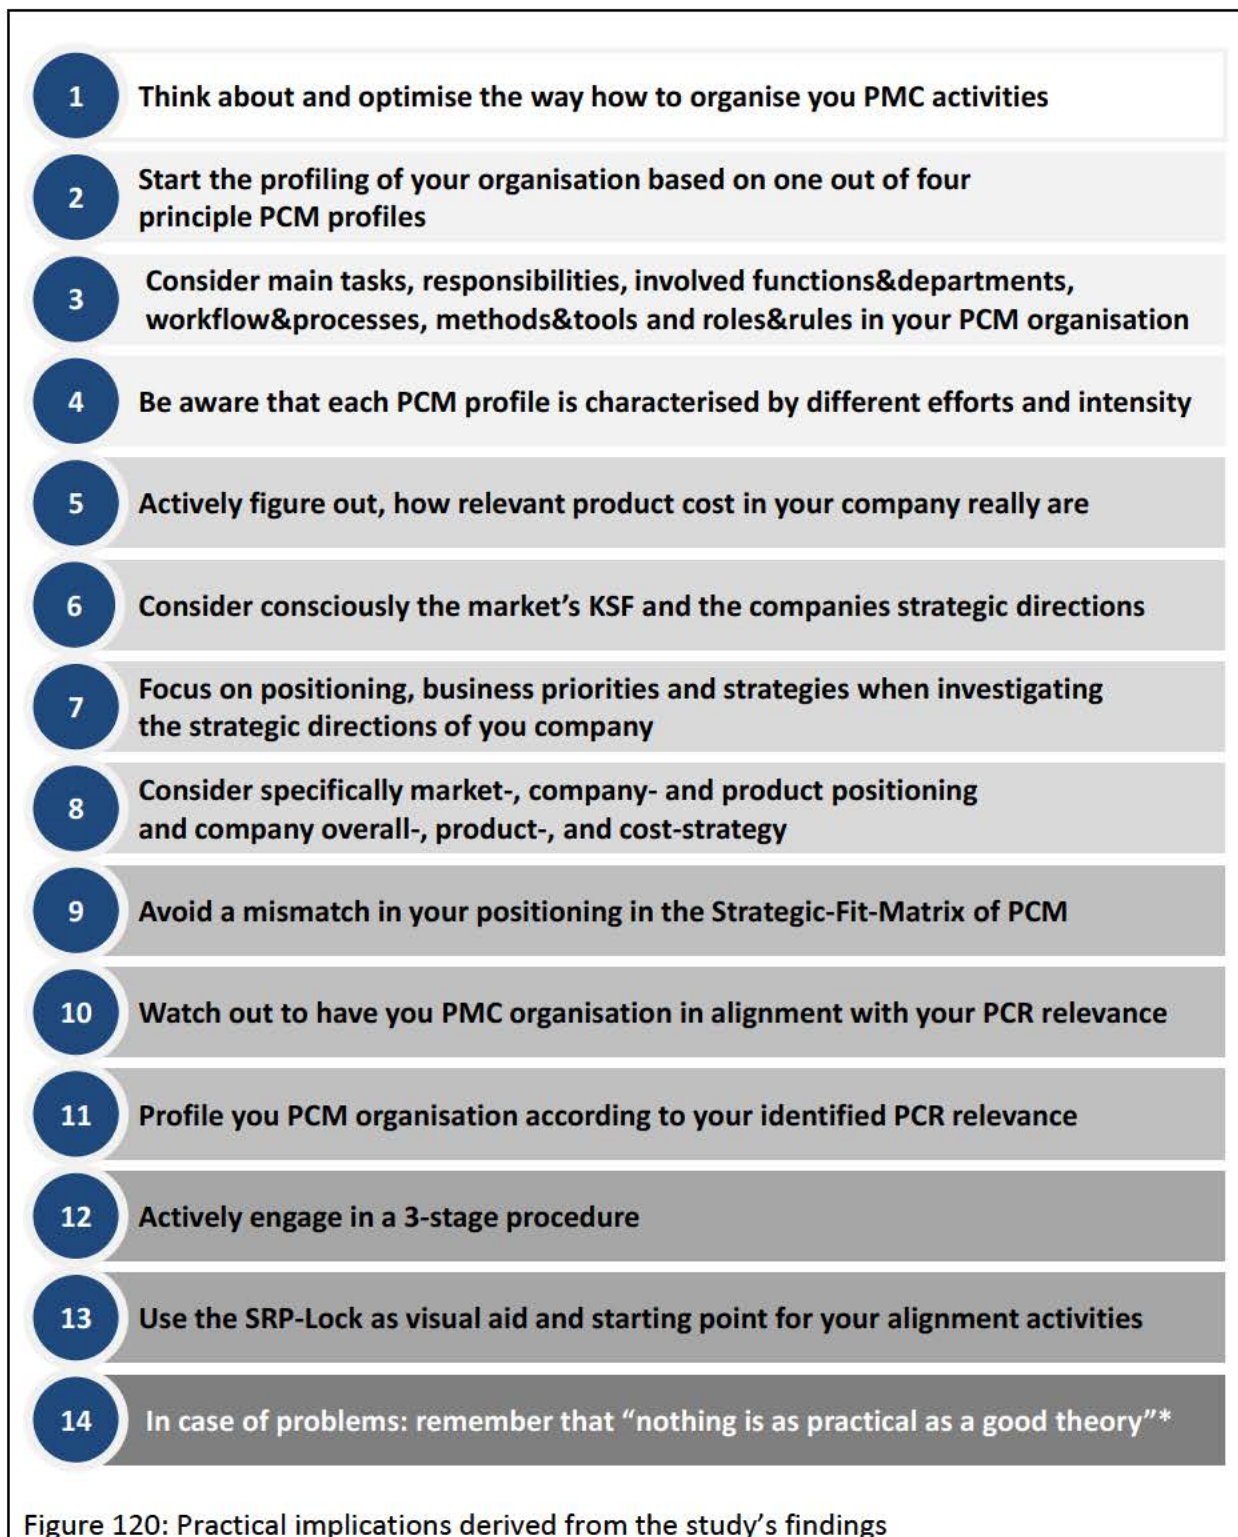 1 Think about and optimise the way how to organise you PMC activities
2 Start the profiling of your organisation based on one out of four
principle PCM profiles
3 Consider main tasks, responsibilities, involved functions&departments,
workflow&processes, methods&tools and roles&rules in your PCM organisation
4 Be aware that each PCM profile is characterised by different efforts and intensity
5 Actively figure out, how relevant product cost in your company really are
6 Consider consciously the market’s KSF and the companies strategic directions
7 Focus on positioning, business priorities and strategies when investigating
the strategic directions of you company
8 Consider specifically market-, company- and product positioning
and company overall-, product-, and cost-strategy
9 Avoid a mismatch in your positioning in the Strategic-Fit-Matrix of PCM
10 Watch out to have you PMC organisation in alignment with your PCR relevance
11 Profile you PCM organisation according to your identified PCR relevance
12 Actively engage in a 3-stage procedure
13 Use the SRP-Lock as visual aid and starting point for your alignment activities
14 In case of problems: remember that “nothing is as practical as a good theory”*
Figure 120: Practical implications derived from the study’s findings